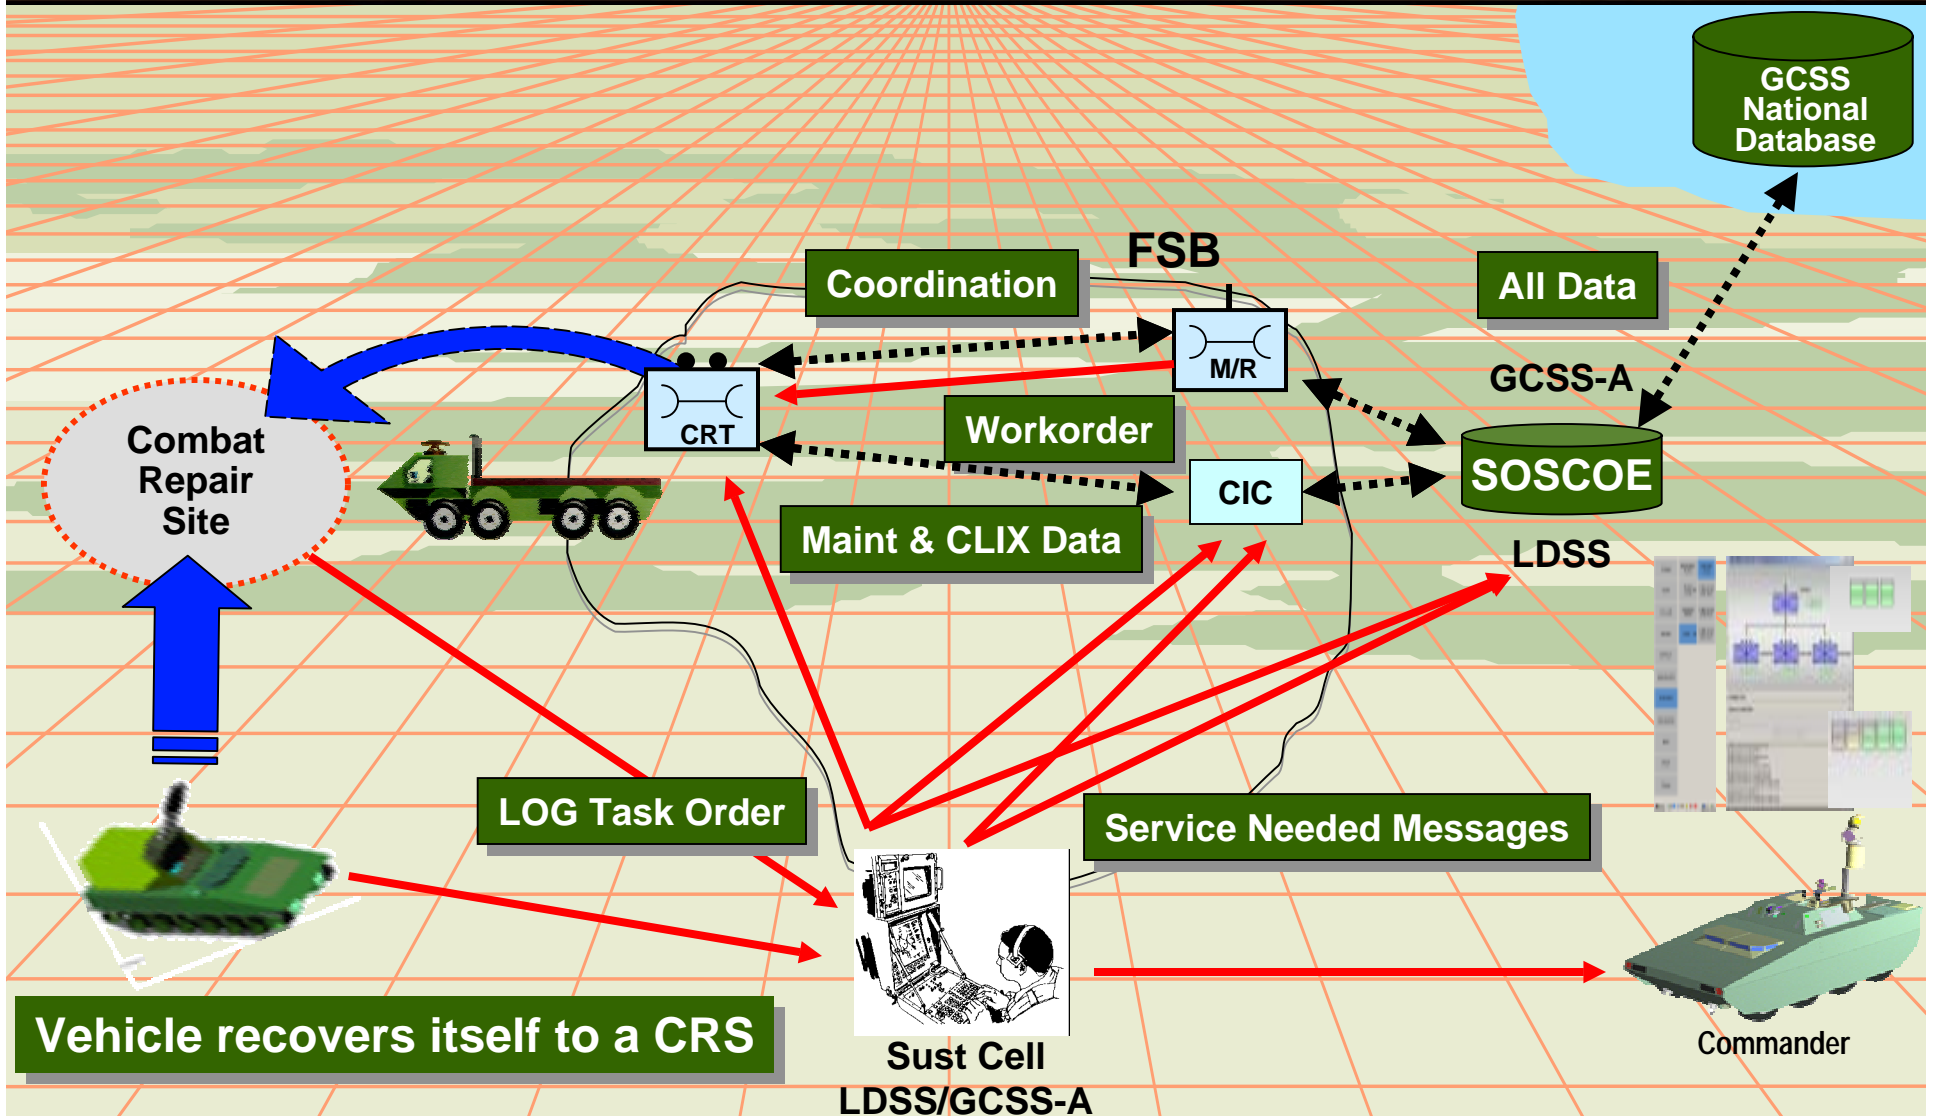 GCSS
National
Database
FSB
Coordination
All Data
M/R
GCSS-A
CRT
Workorder
Combat
Repair
Site
SOSCOE
CIC
Maint & CLIX Data
LDSS
LOG Task Order
Service Needed Messages
Vehicle recovers itself to a CRS
Commander
Sust Cell
LDSS/GCSS-A